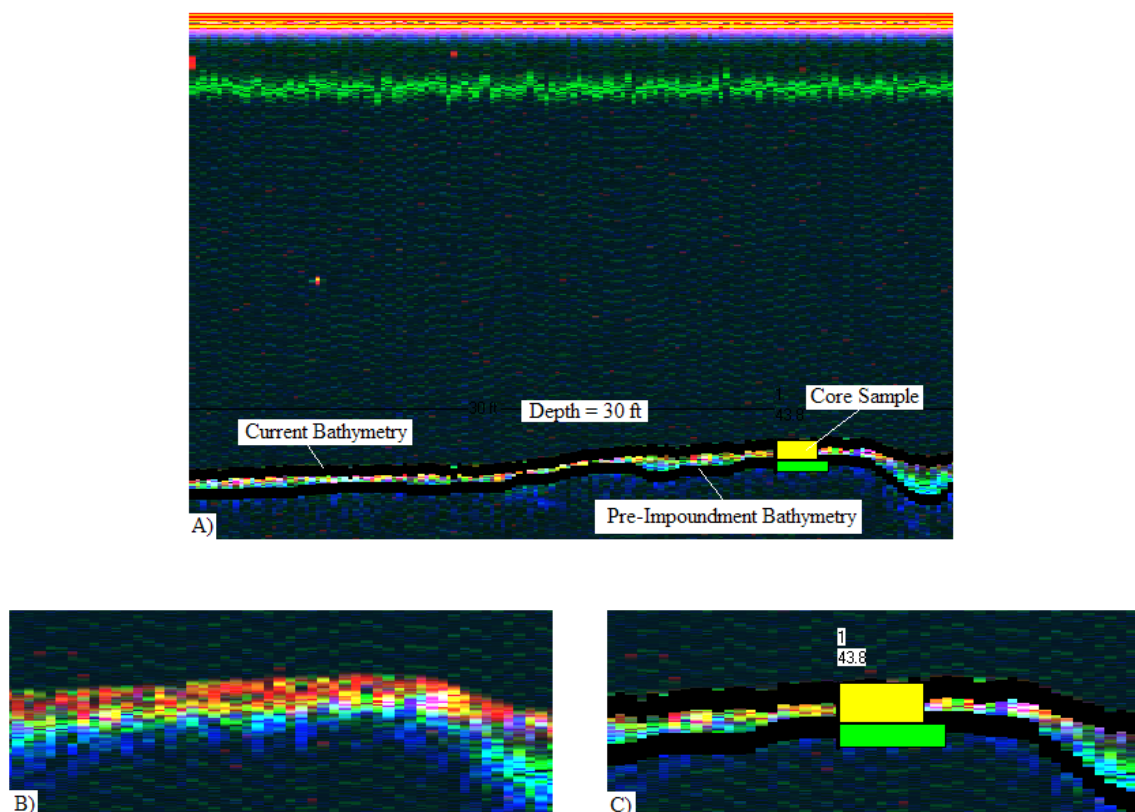 30 ft
Depth = 30 ft
1
43.8
Core Sample
Current Bathymetry
Pre-Impoundment Bathymetry
A)
1
43.8
B)
C)